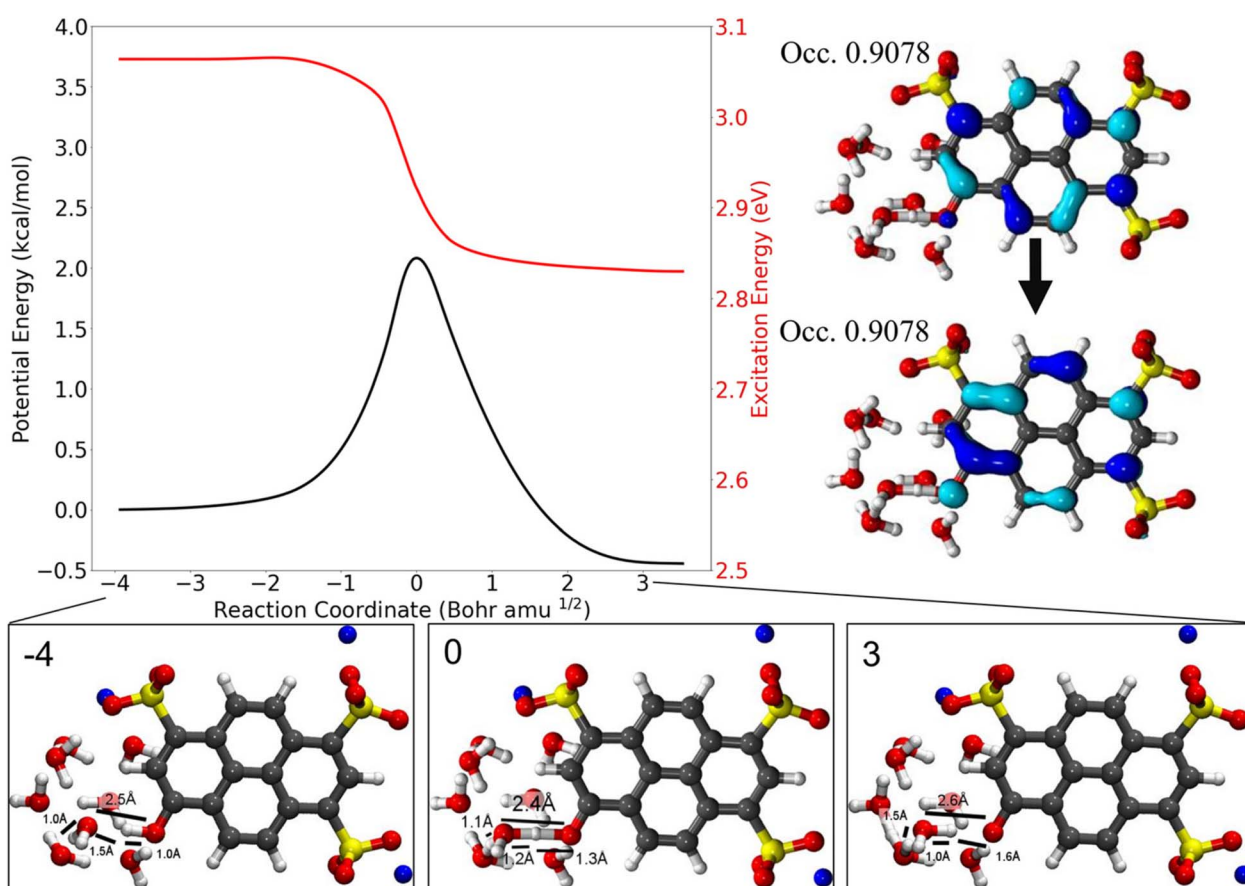 4.0
3.5
3.0
2.5
2.0
1.5
1.0
0.5
0.0
−0.5
Potential Energy (kcal/mol)
−4
−3
−2
−1
0
1
2
3
Reaction Coordinate (Bohr amu 1/2)
3.1
3.0
2.9
2.8
2.7
2.6
2.5
Excitation Energy (eV)
Occ. 0.9078
Occ. 0.9078
-4
2.5Å
1.0Å
1.5Å
1.0Å
0
2.4Å
1.1Å
1.2Å
1.3Å
3
2.6Å
1.5Å
1.0Å
1.6Å